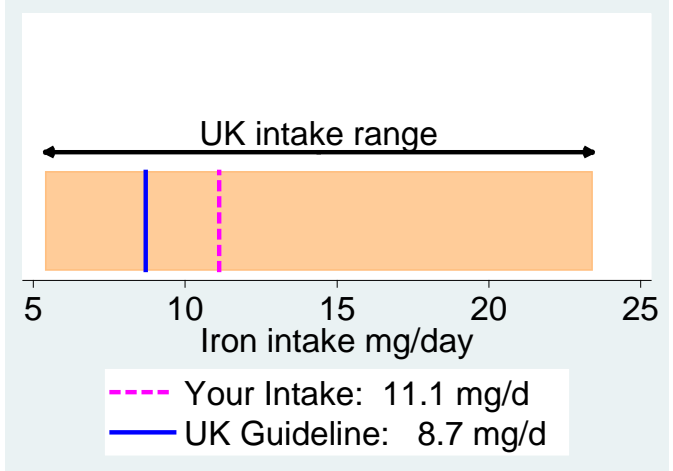 UK intake range
5 10 15 20 25
Iron intake mg/day
Your Intake: 11.1 mg/d
UK Guideline: 8.7 mg/d